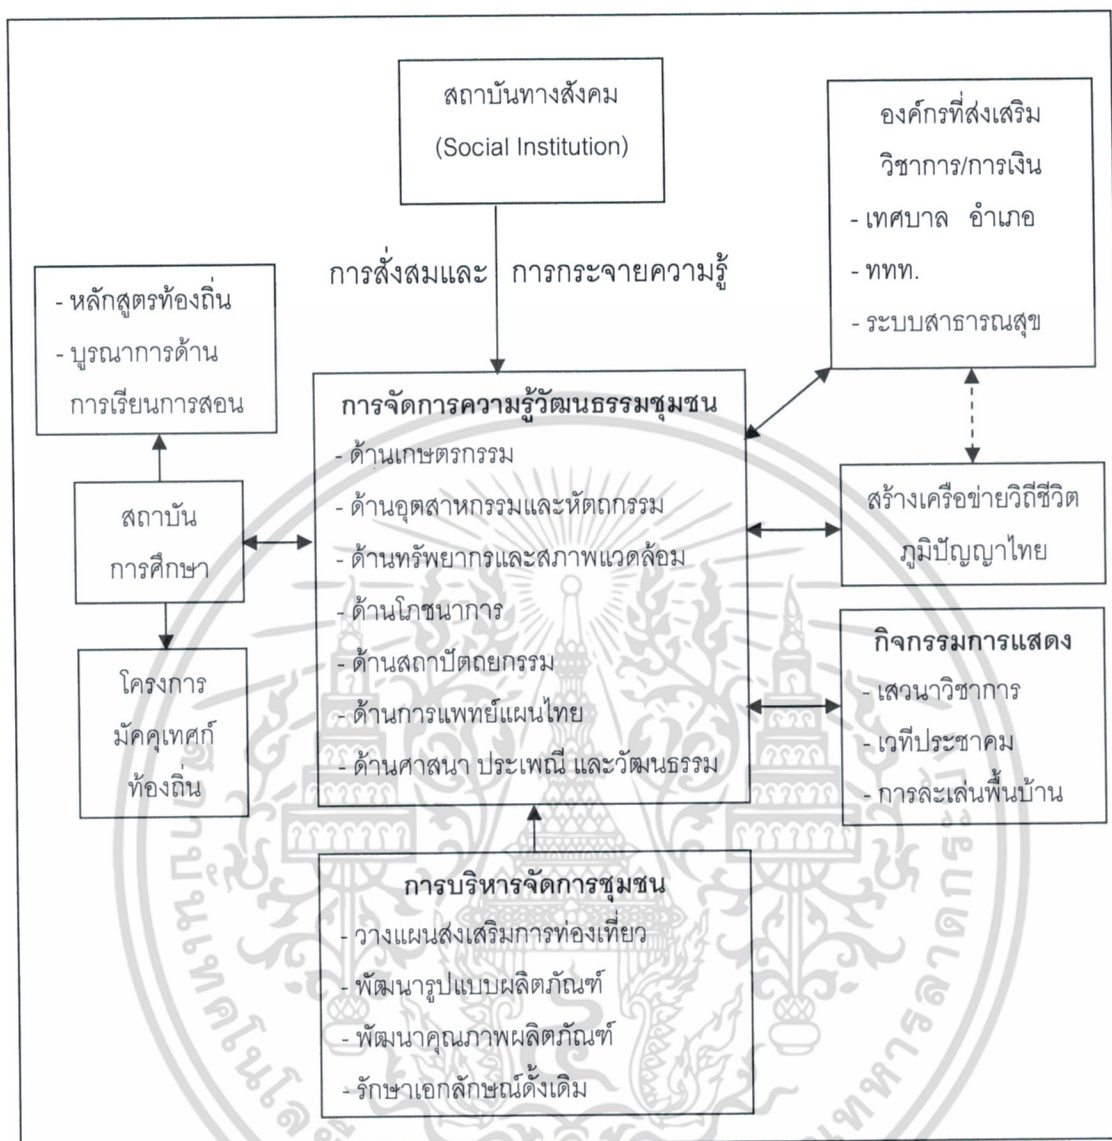 สถาบันทางสังคม
(Social Institution)
องค์กรที่ส่งเสริม
วิชาการ/การเงิน
- เทศบาล อำเภอ
- ททท.
- ระบบสาธารณสุข
การสั่งสมและ การกระจายความรู้
- หลักสูตรท้องถิ่น
- บูรณาการด้าน
การเรียนการสอน
สถาบัน
การศึกษา
โครงการ
มัคคุเทศก์
ท้องถิ่น
การจัดการความรู้วัฒนธรรมชุมชน
- ด้านเกษตรกรรม
- ด้านอุตสาหกรรมและหัตถกรรม
- ด้านทรัพยากรและสภาพแวดล้อม
- ด้านโภชนาการ
- ด้านสถาปัตยกรรม
- ด้านการแพทย์แผนไทย
- ด้านศาสนา ประเพณี และวัฒนธรรม
สร้างเครือข่ายวิถีชีวิต
ภูมิปัญญาไทย
กิจกรรมการแสดง
- เสวนาวิชาการ
- เวทีประชาคม
- การละเล่นพื้นบ้าน
การบริหารจัดการชุมชน
- วางแผนส่งเสริมการท่องเที่ยว
- พัฒนารูปแบบผลิตภัณฑ์
- พัฒนาคุณภาพผลิตภัณฑ์
- รักษาเอกลักษณ์ดั้งเดิม